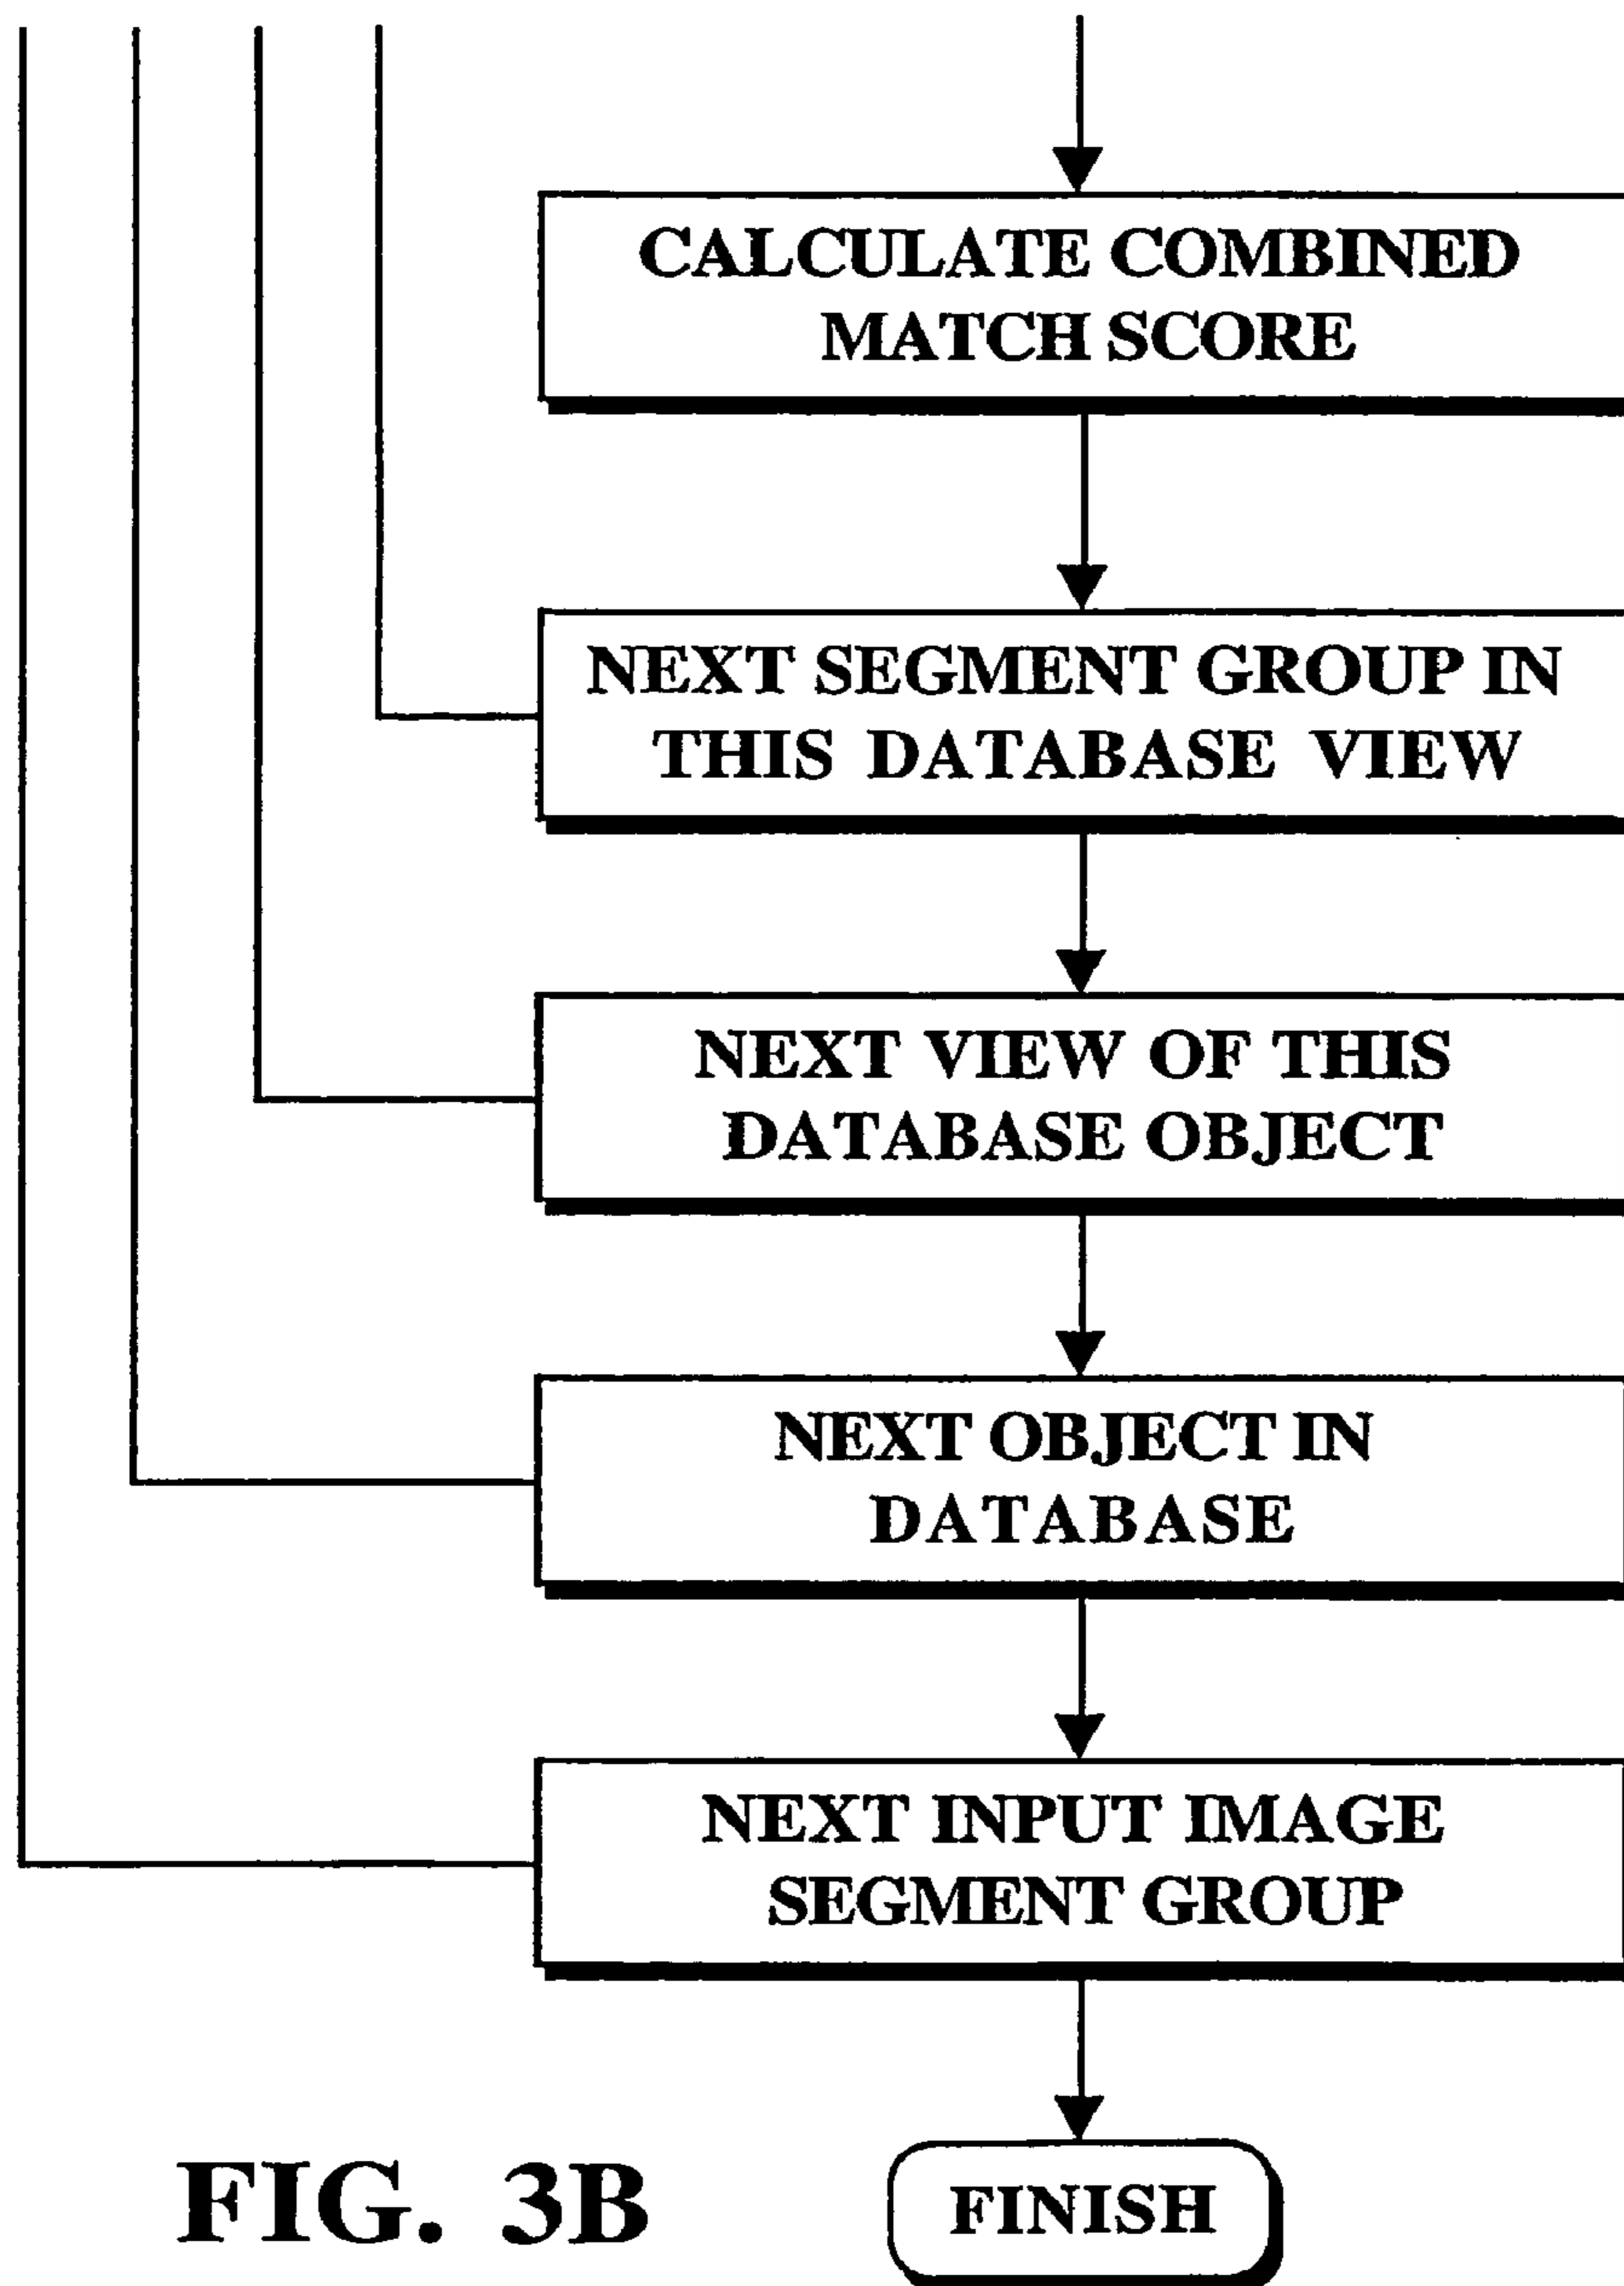 CALCULATE COMBINED
MATCH SCORE
NEXT SEGMENT GROUP IN
THIS DATABASE VIEW
NEXT VIEW OF THIS
DATABASE OBJECT
NEXT OBJECT IN
DATABASE
NEXT INPUT IMAGE
SEGMENT GROUP
FINISH
FIG. 3B